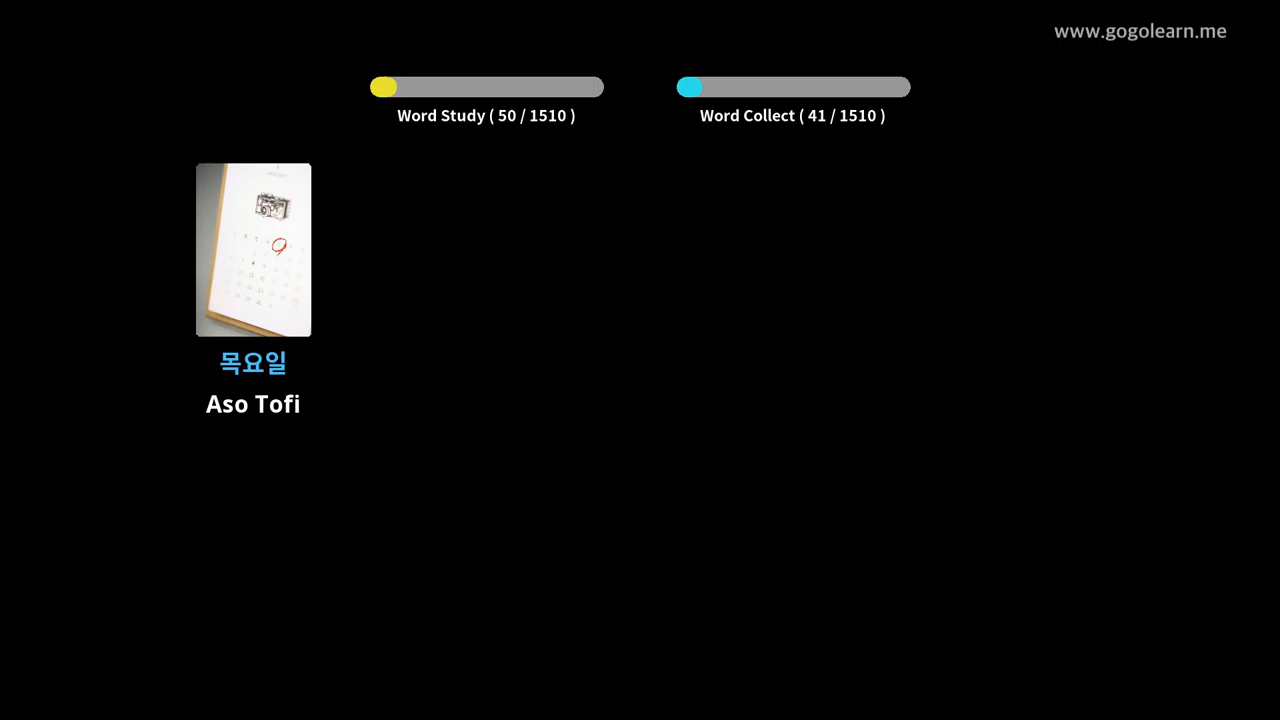 www.gogolearn.me
Word Study ( 50 / 1510 )
Word Collect ( 41 / 1510 )
목요일
Aso Tofi